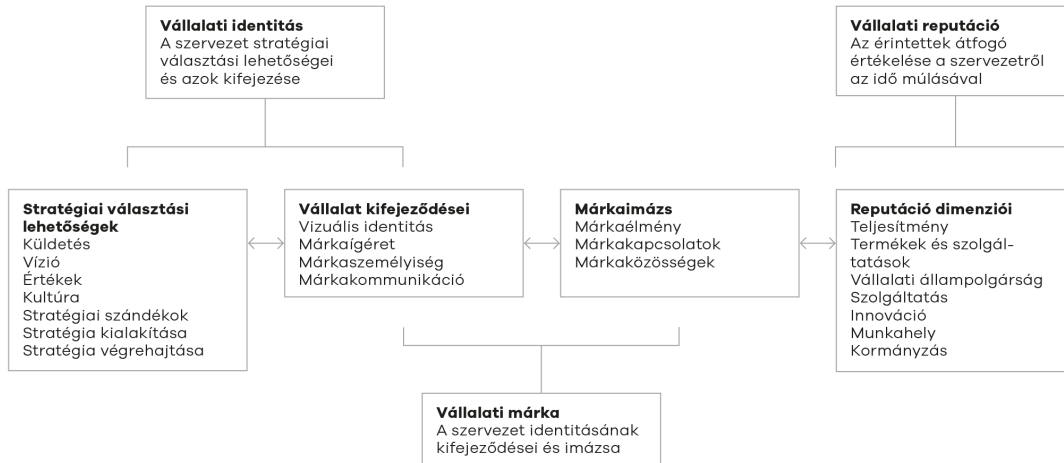 Vállalati identitás
A szervezet stratégiai
választási lehetőségei
és azok kifejezése
Vállalati reputáció
Az érintettek átfogó
értékelése a szervezetről
az idő múlásával
Stratégiai választási
lehetőségek
Küldetés
Vízió
Értékek
Kultúra
Stratégiai szándékok
Stratégia kialakítása
Stratégia végrehajtása
Vállalat kifejeződései
Vizuális identitás
Márkaígéret
Márkaszemélyiség
Márkakommunikáció
Márkaimázs
Márkaélmény
Márkakapcsolatok
Márkaközösségek
Reputáció dimenziói
Teljesítmény
Termékek és szolgál-
tatások
Vállalati állampolgárság
Szolgáltatás
Innováció
Munkahely
Kormányzás
Vállalati márka
A szervezet identitásának
kifejeződései és imázsa